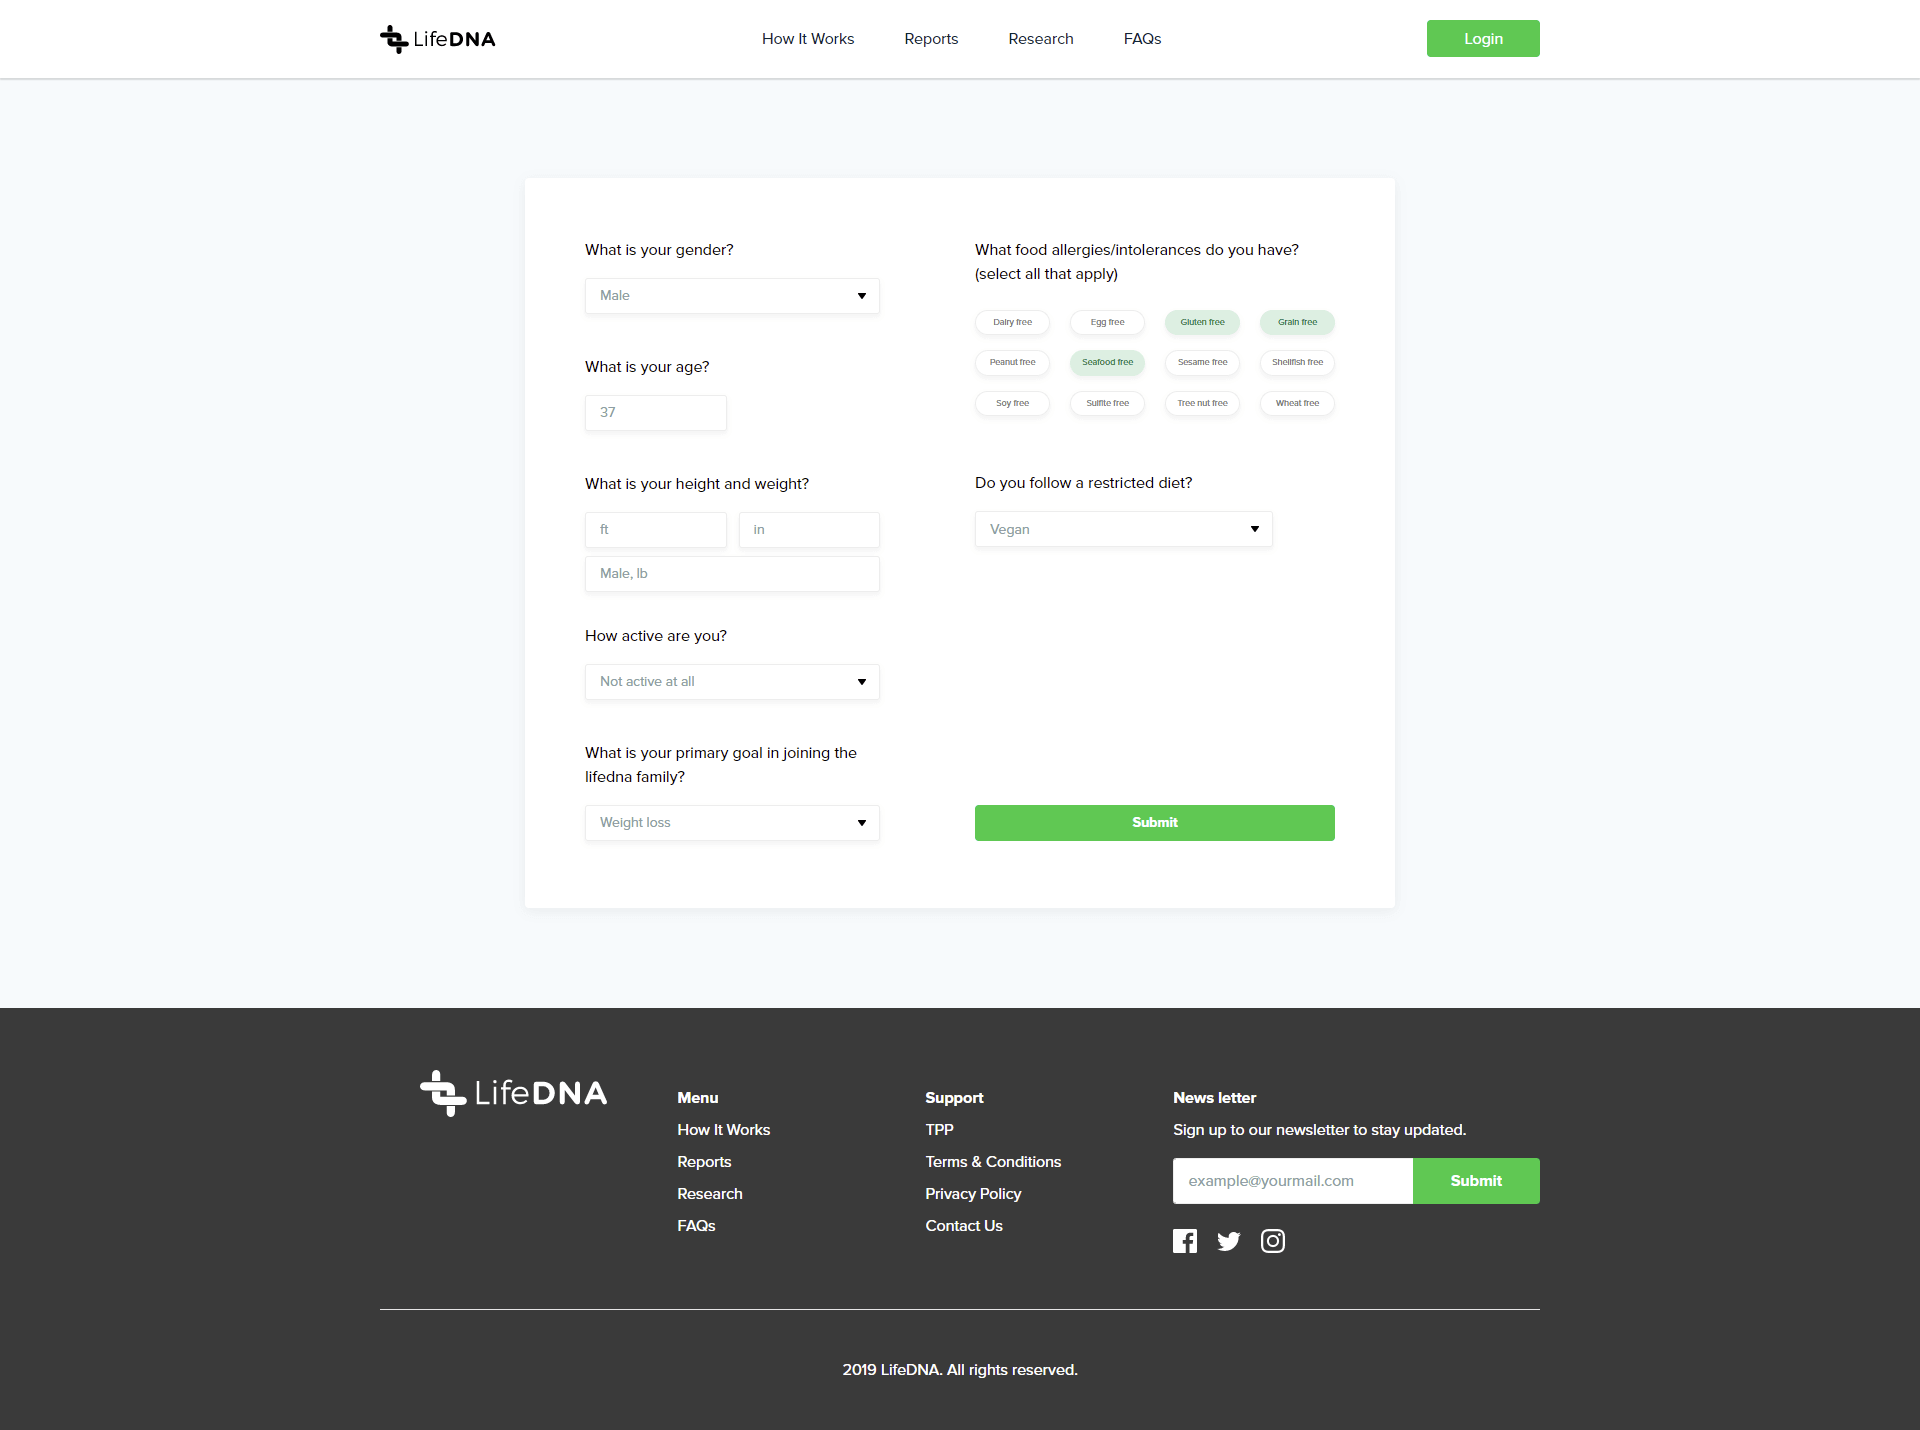 LifeDNA
How It Works
Reports
Research
FAQs
Login
What is your gender?
Male
What is your age?
37
What is your height and weight?
ft
in
Male, lb
How active are you?
Not active at all
What is your primary goal in joining the
lifedna family?
Weight loss
What food allergies/intolerances do you have?
(select all that apply)
Dairy free
Egg free
Gluten free
Grain free
Peanut free
Seafood free
Sesame free
Shellfish free
Soy free
Sulfite free
Tree nut free
Wheat free
Do you follow a restricted diet?
Vegan
Submit
LifeDNA
Menu
How It Works
Reports
Research
FAQs
Support
TPP
Terms & Conditions
Privacy Policy
Contact Us
News letter
Sign up to our newsletter to stay updated.
example@yourmail.com
Submit
2019 LifeDNA. All rights reserved.